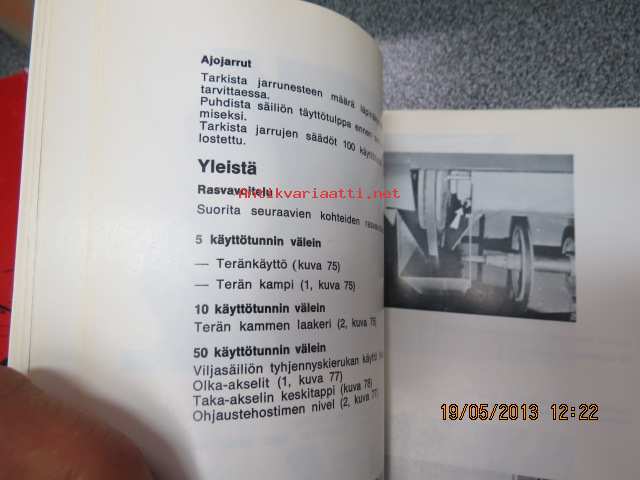 Ajojarrut
Tarkista jarrunesteen määrä
tarvittaessa.
Puhdista säiliön täyttötulppa ennen
miseksi.
Tarkista jarrujen säädöt 100
lostettu.
Yleistä
Rasvavoitelu
Antikvariaatti.net
Suorita seuraavien kohteiden
5 käyttötunnin välein
— Teränkäyttö (kuva 75)
— Terän kampi (1, kuva 75)
10 käyttötunnin välein
Terän kammen laakeri (2, kuva 75)
50 käyttötunnin välein
Viljasäiliön tyhjennyskierukan käyttö
Olka-akselit (1, kuva 77)
Taka-akselin keskitappi (kuva 78)
Ohjaustehostimen nivel (2, kuva 77)
19/05/2013 12:22